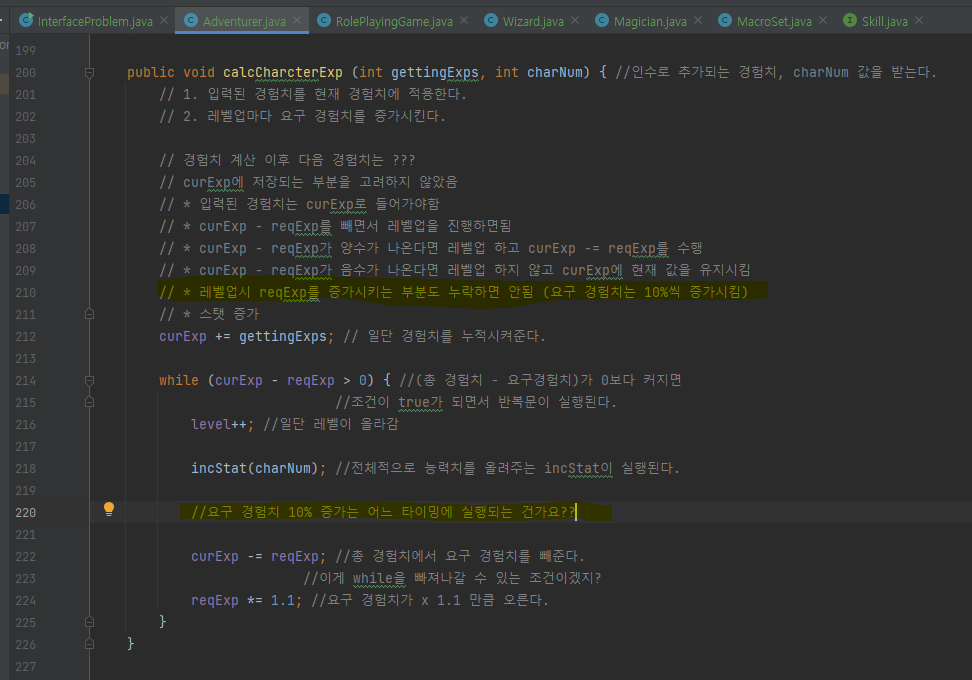 InterfaceProblem.java Adventurer.java RolePlayingGame.java Wizard.java Magician.java MacroSet.java Skill.java
199
200 public void calcCharcterExp (int gettingExps, int charNum) { //인수로 추가되는 경험치, charNum 값을 받는다.
201 // 1. 입력된 경험치를 현재 경험치에 적용한다.
202 // 2. 레벨업마다 요구 경험치를 증가시킨다.
203
204 // 경험치 계산 이후 다음 경험치는 ???
205 // curExp에 저장되는 부분을 고려하지 않았음
206 // * 입력된 경험치는 curExp로 들어가야함
207 // * curExp - reqExp를 빼면서 레벨업을 진행하면됨
208 // * curExp - reqExp가 양수가 나온다면 레벨업 하고 curExp -= reqExp를 수행
209 // * curExp - reqExp가 음수가 나온다면 레벨업 하지 않고 curExp에 현재 값을 유지시킴
210 // * 레벨업시 reqExp를 증가시키는 부분도 누락하면 안됨 (요구 경험치는 10%씩 증가시킴)
211 // * 스탯 증가
212 curExp += gettingExps; // 일단 경험치를 누적시켜준다.
213
214 while (curExp - reqExp > 0) { //(총 경험치 - 요구경험치)가 0보다 커지면
215 //조건이 true가 되면서 반복문이 실행된다.
216 level++; //일단 레벨이 올라감
217
218 incStat(charNum); //전체적으로 능력치를 올려주는 incStat이 실행된다.
219
220 //요구 경험치 10% 증가는 어느 타이밍에 실행되는 건가요??
221
222 curExp -= reqExp; //총 경험치에서 요구 경험치를 빼준다.
223 //이게 while을 빠져나갈 수 있는 조건이겠지?
224 reqExp *= 1.1; //요구 경험치가 x 1.1 만큼 오른다.
225 }
226 }
227